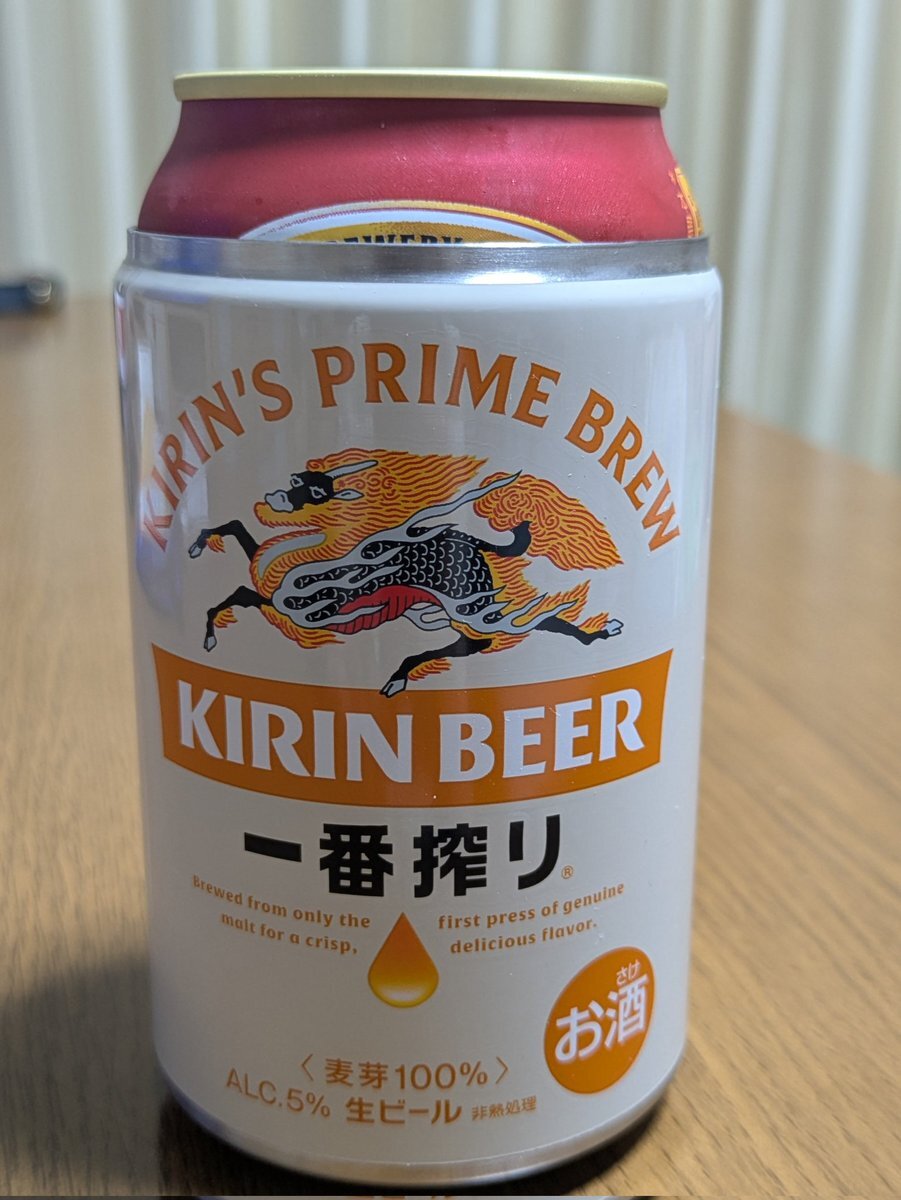 BREWERY
KIRIN'S PRIME BREW
KIRIN BEER
一番搾り®
Brewed from only the first press of genuine
malt for a crisp, delicious flavor.
さけ
お酒
〈麦芽100%〉
ALC.5% 生ビール 非熱処理